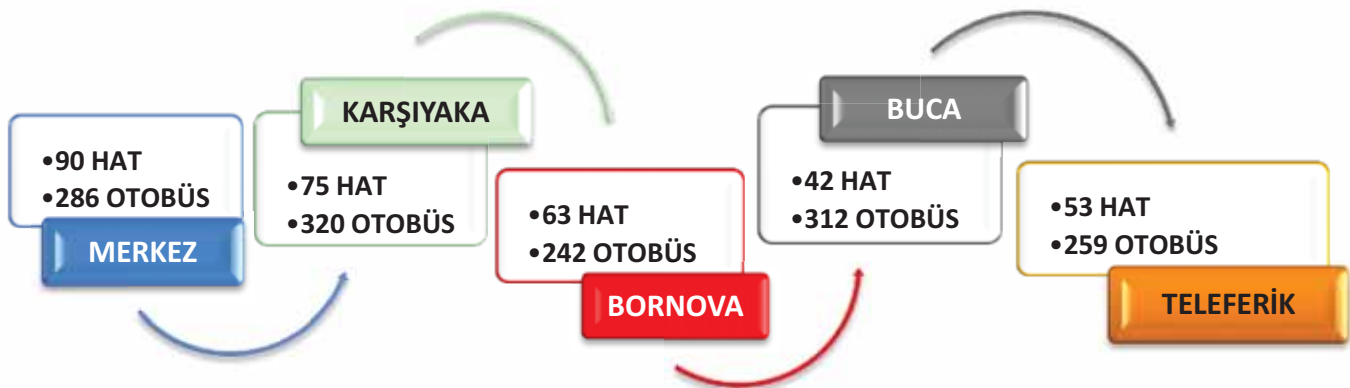 •90 HAT
•286 OTOBÜS
MERKEZ
KARŞIYAKA
•75 HAT
•320 OTOBÜS
•63 HAT
•242 OTOBÜS
BORNOVA
BUCA
•42 HAT
•312 OTOBÜS
•53 HAT
•259 OTOBÜS
TELEFERİK